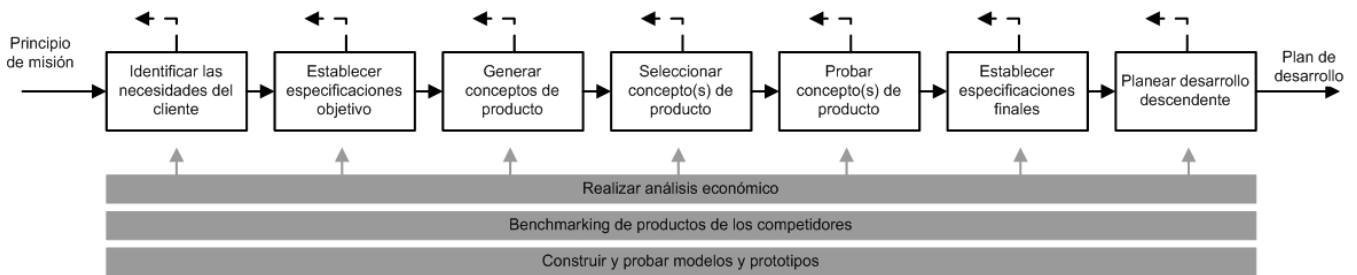 Principio
de misión
Identificar las
necesidades del
cliente
Establecer
especificaciones
objetivo
Generar
conceptos de
producto
Seleccionar
concepto(s) de
producto
Probar
concepto(s) de
producto
Establecer
especificaciones
finales
Planear desarrollo
descendente
Plan de
desarrollo
Realizar análisis económico
Benchmarking de productos de los competidores
Construir y probar modelos y prototipos